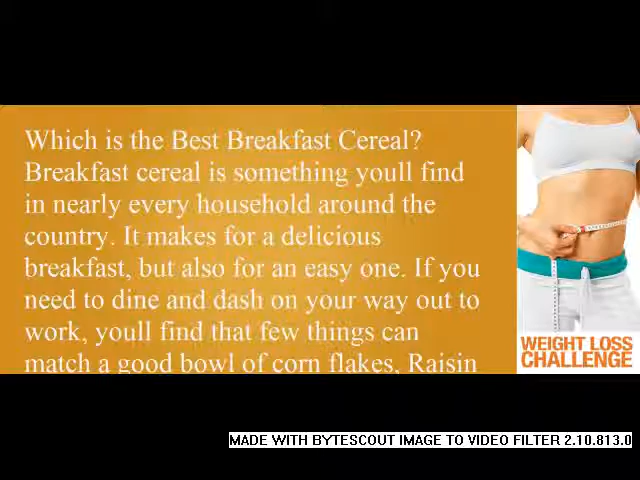 Which is the Best Breakfast Cereal?
Breakfast cereal is something youll find
in nearly every household around the
country. It makes for a delicious
breakfast, but also for an easy one. If you
need to dine and dash on your way out to
work, youll find that few things can
match a good bowl of corn flakes, Raisin
WEIGHT LOSS
CHALLENGE
MADE WITH BYTESCOUT IMAGE TO VIDEO FILTER 2.10.813.0